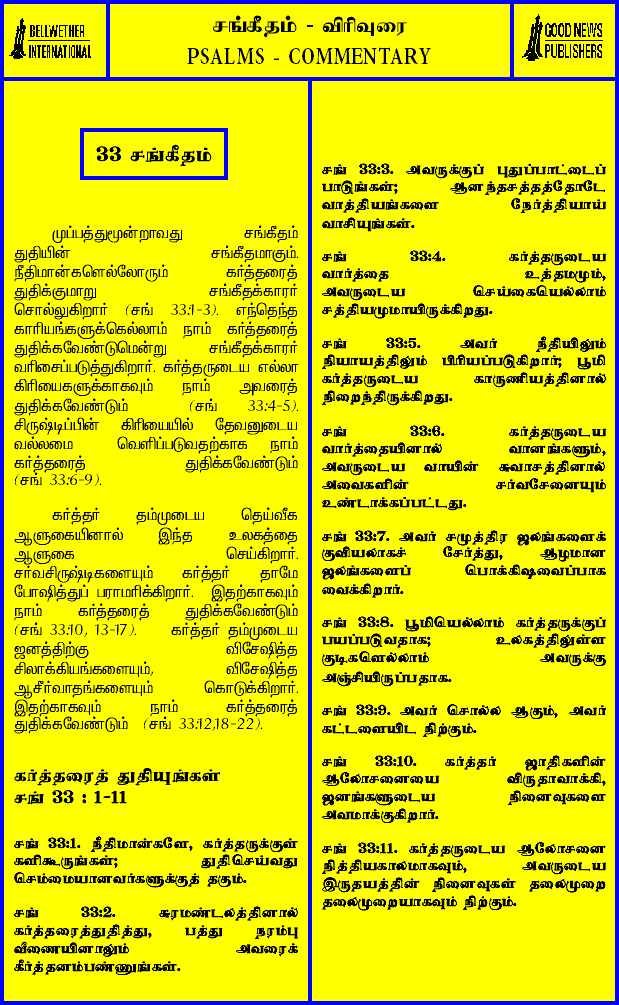 BELLWETHER
INTERNATIONAL
சங்கீதம் - விரிவுரை
PSALMS - COMMENTARY
GOOD NEWS
PUBLISHERS
33 சங்கீதம்
முப்பத்துமூன்றாவது சங்கீதம்
துதியின் சங்கீதமாகும்.
நீதிமான்களெல்லோரும் கர்த்தரைத்
துதிக்குமாறு சங்கீதக்காரர்
சொல்லுகிறார் (சங் 33:1-3). எந்தெந்த
காரியங்களுக்கெல்லாம் நாம் கர்த்தரைத்
துதிக்கவேண்டுமென்று சங்கீதக்காரர்
வரிசைப்படுத்துகிறார். கர்த்தருடைய எல்லா
கிரியைகளுக்காகவும் நாம் அவரைத்
துதிக்கவேண்டும் (சங் 33:4-5).
சிருஷ்டிப்பின் கிரியையில் தேவனுடைய
வல்லமை வெளிப்படுவதற்காக நாம்
கர்த்தரைத் துதிக்கவேண்டும்
(சங் 33:6-9).
கர்த்தர் தம்முடைய தெய்வீக
ஆளுகையினால் இந்த உலகத்தை
ஆளுகை செய்கிறார்.
சர்வசிருஷ்டிகளையும் கர்த்தர் தாமே
போஷித்துப் பராமரிக்கிறார். இதற்காகவும்
நாம் கர்த்தரைத் துதிக்கவேண்டும்
(சங் 33:10, 13-17). கர்த்தர் தம்முடைய
ஜனத்திற்கு விசேஷித்த
சிலாக்கியங்களையும், விசேஷித்த
ஆசீர்வாதங்களையும் கொடுக்கிறார்.
இதற்காகவும் நாம் கர்த்தரைத்
துதிக்கவேண்டும் (சங் 33:12,18-22).
கர்த்தரைத் துதியுங்கள்
சங் 33 : 1-11
சங் 33:1. நீதிமான்களே, கர்த்தருக்குள்
களிகூருங்கள்; துதிசெய்வது
செம்மையானவர்களுக்குத் தகும்.
சங் 33:2. சுரமண்டலத்தினால்
கர்த்தரைத்துதித்து, பத்து நரம்பு
வீணையினாலும் அவரைக்
கீர்த்தனம்பண்ணுங்கள்.
சங் 33:3. அவருக்குப் புதுப்பாட்டைப்
பாடுங்கள்; ஆனந்தசத்தத்தோடே
வாத்தியங்களை நேர்த்தியாய்
வாசியுங்கள்.
சங் 33:4. கர்த்தருடைய
வார்த்தை உத்தமமும்,
அவருடைய செய்கையெல்லாம்
சத்தியமுமாயிருக்கிறது.
சங் 33:5. அவர் நீதியிலும்
நியாயத்திலும் பிரியப்படுகிறார்; பூமி
கர்த்தருடைய காருணியத்தினால்
நிறைந்திருக்கிறது.
சங் 33:6. கர்த்தருடைய
வார்த்தையினால் வானங்களும்,
அவருடைய வாயின் சுவாசத்தினால்
அவைகளின் சர்வசேனையும்
உண்டாக்கப்பட்டது.
சங் 33:7. அவர் சமுத்திர ஜலங்களைக்
குவியலாகச் சேர்த்து, ஆழமான
ஜலங்களைப் பொக்கிஷவைப்பாக
வைக்கிறார்.
சங் 33:8. பூமியெல்லாம் கர்த்தருக்குப்
பயப்படுவதாக; உலகத்திலுள்ள
குடிகளெல்லாம் அவருக்கு
அஞ்சியிருப்பதாக.
சங் 33:9. அவர் சொல்ல ஆகும், அவர்
கட்டளையிட நிற்கும்.
சங் 33:10. கர்த்தர் ஜாதிகளின்
ஆலோசனையை விருதாவாக்கி,
ஜனங்களுடைய நினைவுகளை
அவமாக்குகிறார்.
சங் 33:11. கர்த்தருடைய ஆலோசனை
நித்தியகாலமாகவும், அவருடைய
இருதயத்தின் நினைவுகள் தலைமுறை
தலைமுறையாகவும் நிற்கும்.